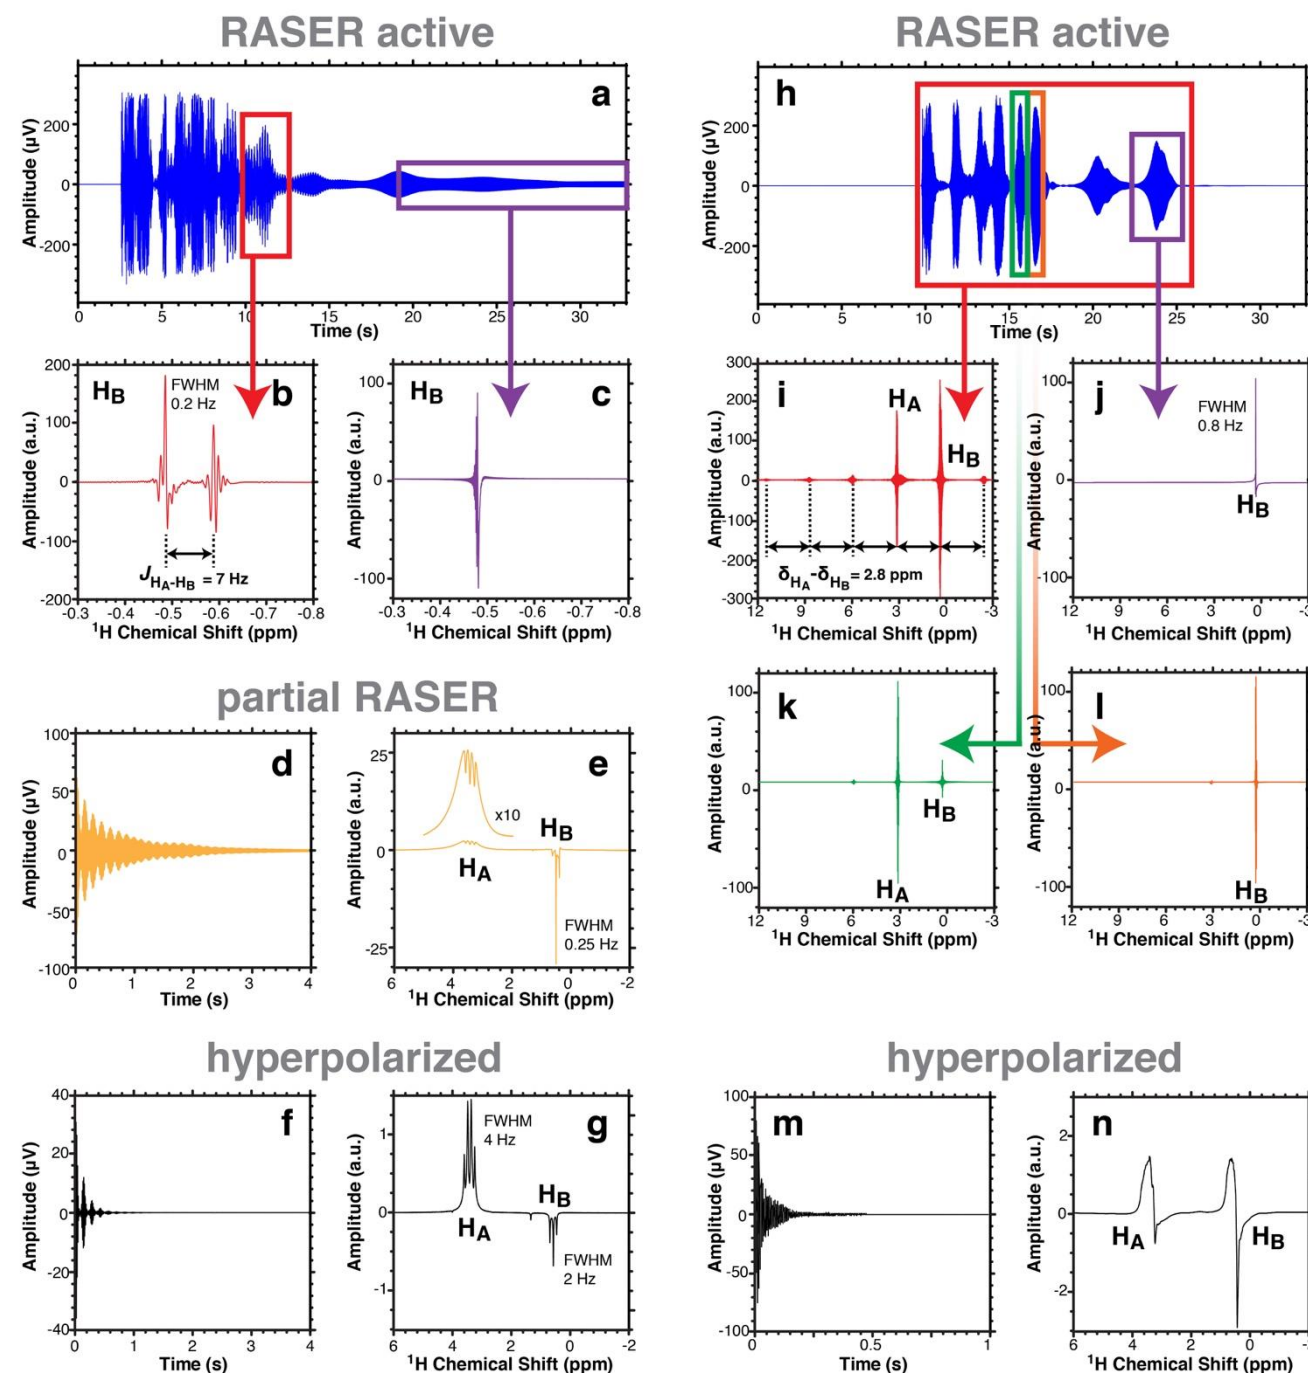 RASER active
a
Amplitude (µV)
200
0
-200
0 5 10 15 20 25 30
Time (s)
RASER active
h
Amplitude (µV)
200
0
-200
0 5 10 15 20 25 30
Time (s)
b
HB
FWHM
0.2 Hz
Amplitude (a.u.)
200
100
0
-100
-200
JHA-HB = 7 Hz
-0.3 -0.4 -0.5 -0.6 -0.7 -0.8
1H Chemical Shift (ppm)
c
HB
Amplitude (a.u.)
100
0
-100
-0.3 -0.4 -0.5 -0.6 -0.7 -0.8
1H Chemical Shift (ppm)
i
HA
HB
Amplitude (a.u.)
300
200
100
0
-100
-200
-300
δHA-δHB= 2.8 ppm
12 9 6 3 0 -3
1H Chemical Shift (ppm)
j
FWHM
0.8 Hz
HB
Amplitude (a.u.)
100
0
-100
12 9 6 3 0 -3
1H Chemical Shift (ppm)
partial RASER
d
Amplitude (µV)
100
50
0
-50
-100
0 1 2 3 4
Time (s)
e
x10
HB
HA
FWHM
0.25 Hz
Amplitude (a.u.)
25
0
-25
6 4 2 0 -2
1H Chemical Shift (ppm)
k
HB
HA
Amplitude (a.u.)
100
0
-100
12 9 6 3 0 -3
1H Chemical Shift (ppm)
l
HB
Amplitude (a.u.)
100
0
-100
12 9 6 3 0 -3
1H Chemical Shift (ppm)
hyperpolarized
f
Amplitude (µV)
40
20
0
-20
-40
0 1 2 3 4
Time (s)
g
FWHM
4 Hz
HB
HA
FWHM
2 Hz
Amplitude (a.u.)
1
0
-1
6 4 2 0 -2
1H Chemical Shift (ppm)
hyperpolarized
m
Amplitude (µV)
100
50
0
-50
-100
0 0.5 1
Time (s)
n
HA
HB
Amplitude (a.u.)
2
0
-2
6 4 2 0
1H Chemical Shift (ppm)